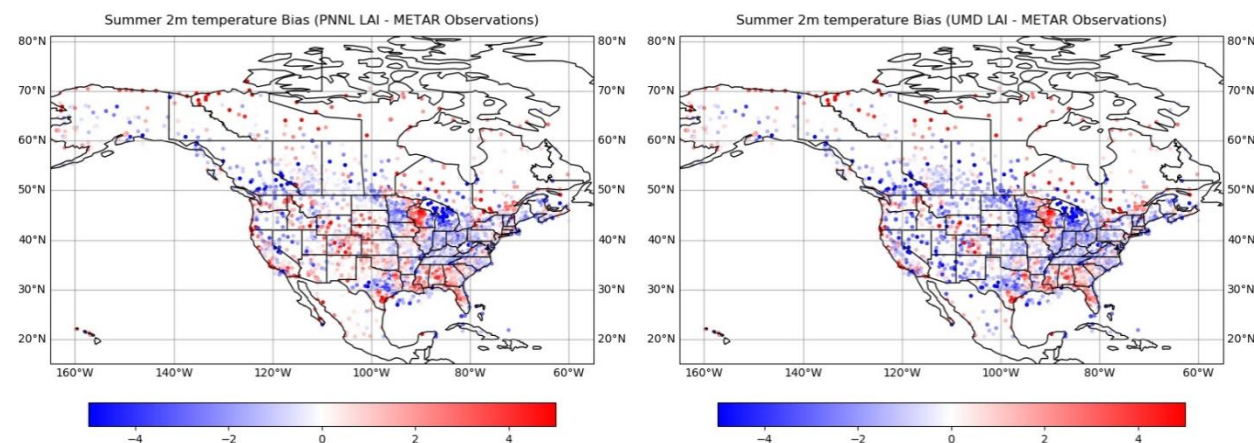 Summer 2m temperature Bias (PNNL LAI - METAR Observations)
80°N 80°N
70°N 70°N
60°N 60°N
50°N 50°N
40°N 40°N
30°N 30°N
20°N 20°N
160°W 140°W 120°W 100°W 80°W 60°W
−4 −2 0 2 4
Summer 2m temperature Bias (UMD LAI - METAR Observations)
80°N 80°N
70°N 70°N
60°N 60°N
50°N 50°N
40°N 40°N
30°N 30°N
20°N 20°N
160°W 140°W 120°W 100°W 80°W 60°W
−4 −2 0 2 4